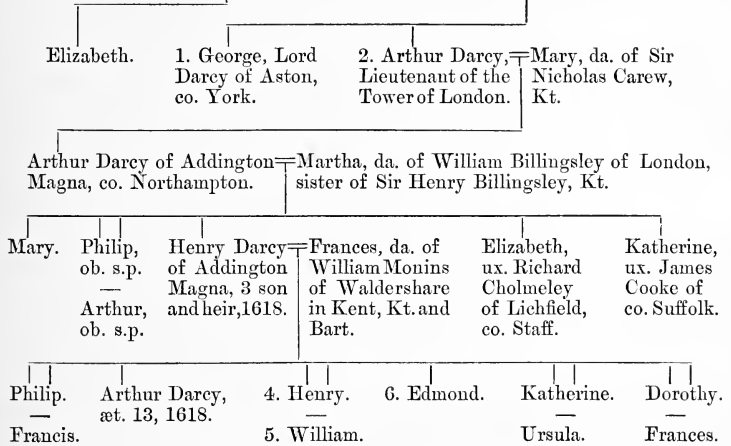 Elizabeth.
1. George, Lord
Darcy of Aston,
co. York.
2. Arthur Darcy,
Lieutenant of the
Tower of London.
Mary, da. of Sir
Nicholas Carew,
Kt.
Arthur Darcy of Addington
Magna, co. Northampton.
Martha, da. of William Billingsley of London,
sister of Sir Henry Billingsley, Kt.
Mary.
Philip,
ob. s.p.
—
Arthur,
ob. s.p.
Henry Darcy
of Addington
Magna, 3 son
and heir, 1618.
Frances, da. of
William Monins
of Waldershare
in Kent, Kt. and
Bart.
Elizabeth,
ux. Richard
Cholmeley
of Lichfield,
co. Staff.
Katherine,
ux. James
Cooke of
co. Suffolk.
Philip.
—
Francis.
Arthur Darcy,
æt. 13, 1618.
4. Henry.
—
5. William.
6. Edmond.
Katherine.
—
Ursula.
Dorothy.
—
Frances.